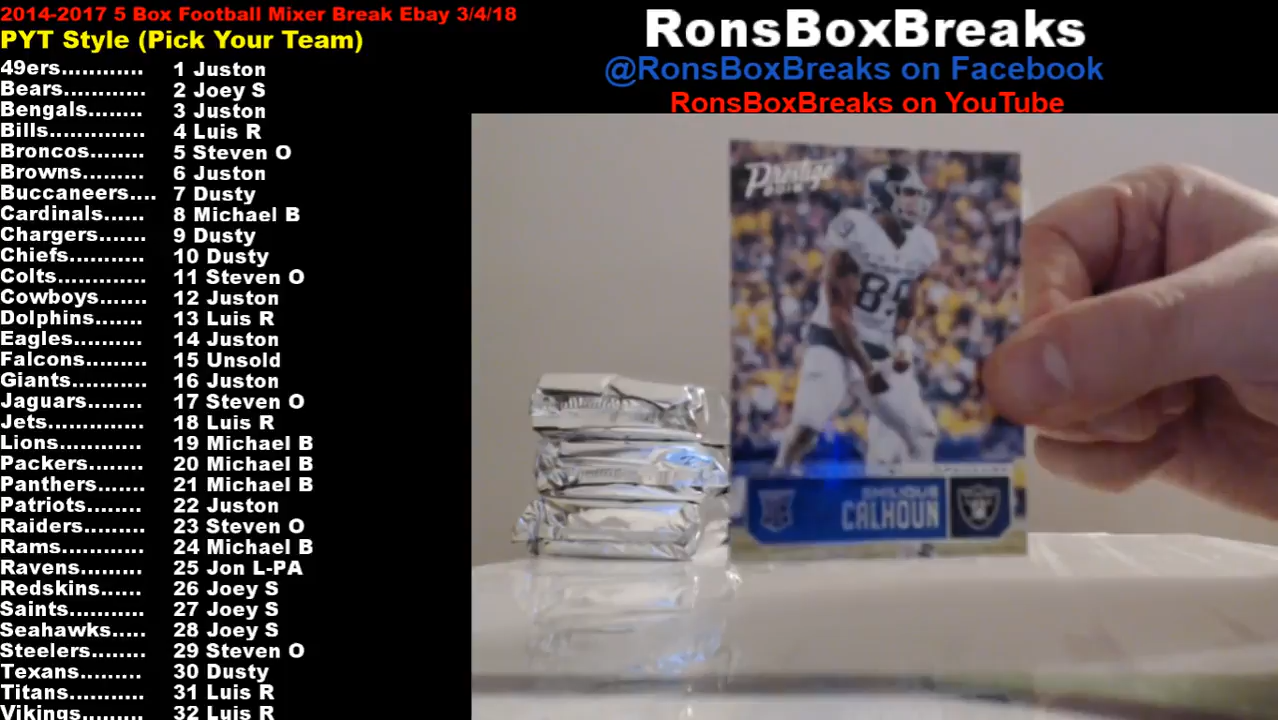 2014-2017 5 Box Football Mixer Break Ebay 3/4/18
PYT Style (Pick Your Team)
49ers............ 1 Juston
Bears............ 2 Joey S
Bengals........ 3 Juston
Bills.............. 4 Luis R
Broncos........ 5 Steven O
Browns......... 6 Juston
Buccaneers.... 7 Dusty
Cardinals...... 8 Michael B
Chargers....... 9 Dusty
Chiefs........... 10 Dusty
Colts............. 11 Steven O
Cowboys....... 12 Juston
Dolphins....... 13 Luis R
Eagles.......... 14 Juston
Falcons......... 15 Unsold
Giants........... 16 Juston
Jaguars........ 17 Steven O
Jets.............. 18 Luis R
Lions............ 19 Michael B
Packers........ 20 Michael B
Panthers....... 21 Michael B
Patriots......... 22 Juston
Raiders......... 23 Steven O
Rams............ 24 Michael B
Ravens......... 25 Jon L-PA
Redskins...... 26 Joey S
Saints........... 27 Joey S
Seahawks..... 28 Joey S
Steelers........ 29 Steven O
Texans......... 30 Dusty
Titans........... 31 Luis R
Vikings......... 32 Luis R
RonsBoxBreaks
@RonsBoxBreaks on Facebook
RonsBoxBreaks on YouTube
Prestige
89
SHILIQUE
CALHOUN